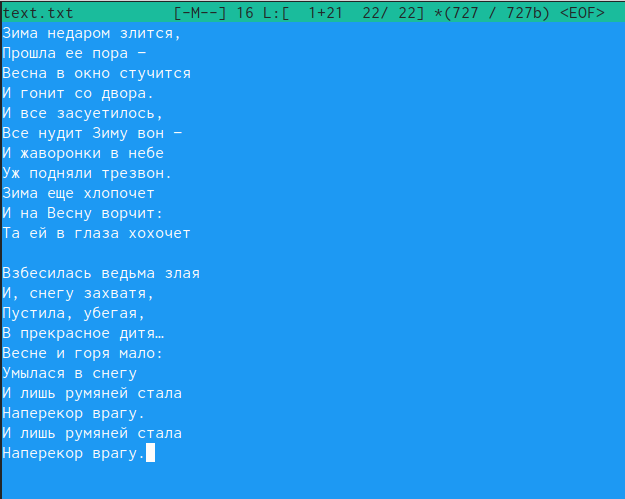 text.txt [-M--] 16 L:[ 1+21 22/ 22] *(727 / 727b) <EOF>
Зима недаром злится,
Прошла ее пора –
Весна в окно стучится
И гонит со двора.
И все засуетилось,
Все нудит Зиму вон –
И жаворонки в небе
Уж подняли трезвон.
Зима еще хлопочет
И на Весну ворчит:
Та ей в глаза хохочет

Взбесилась ведьма злая
И, снегу захватя,
Пустила, убегая,
В прекрасное дитя…
Весне и горя мало:
Умылася в снегу
И лишь румяней стала
Наперекор врагу.
И лишь румяней стала
Наперекор врагу.